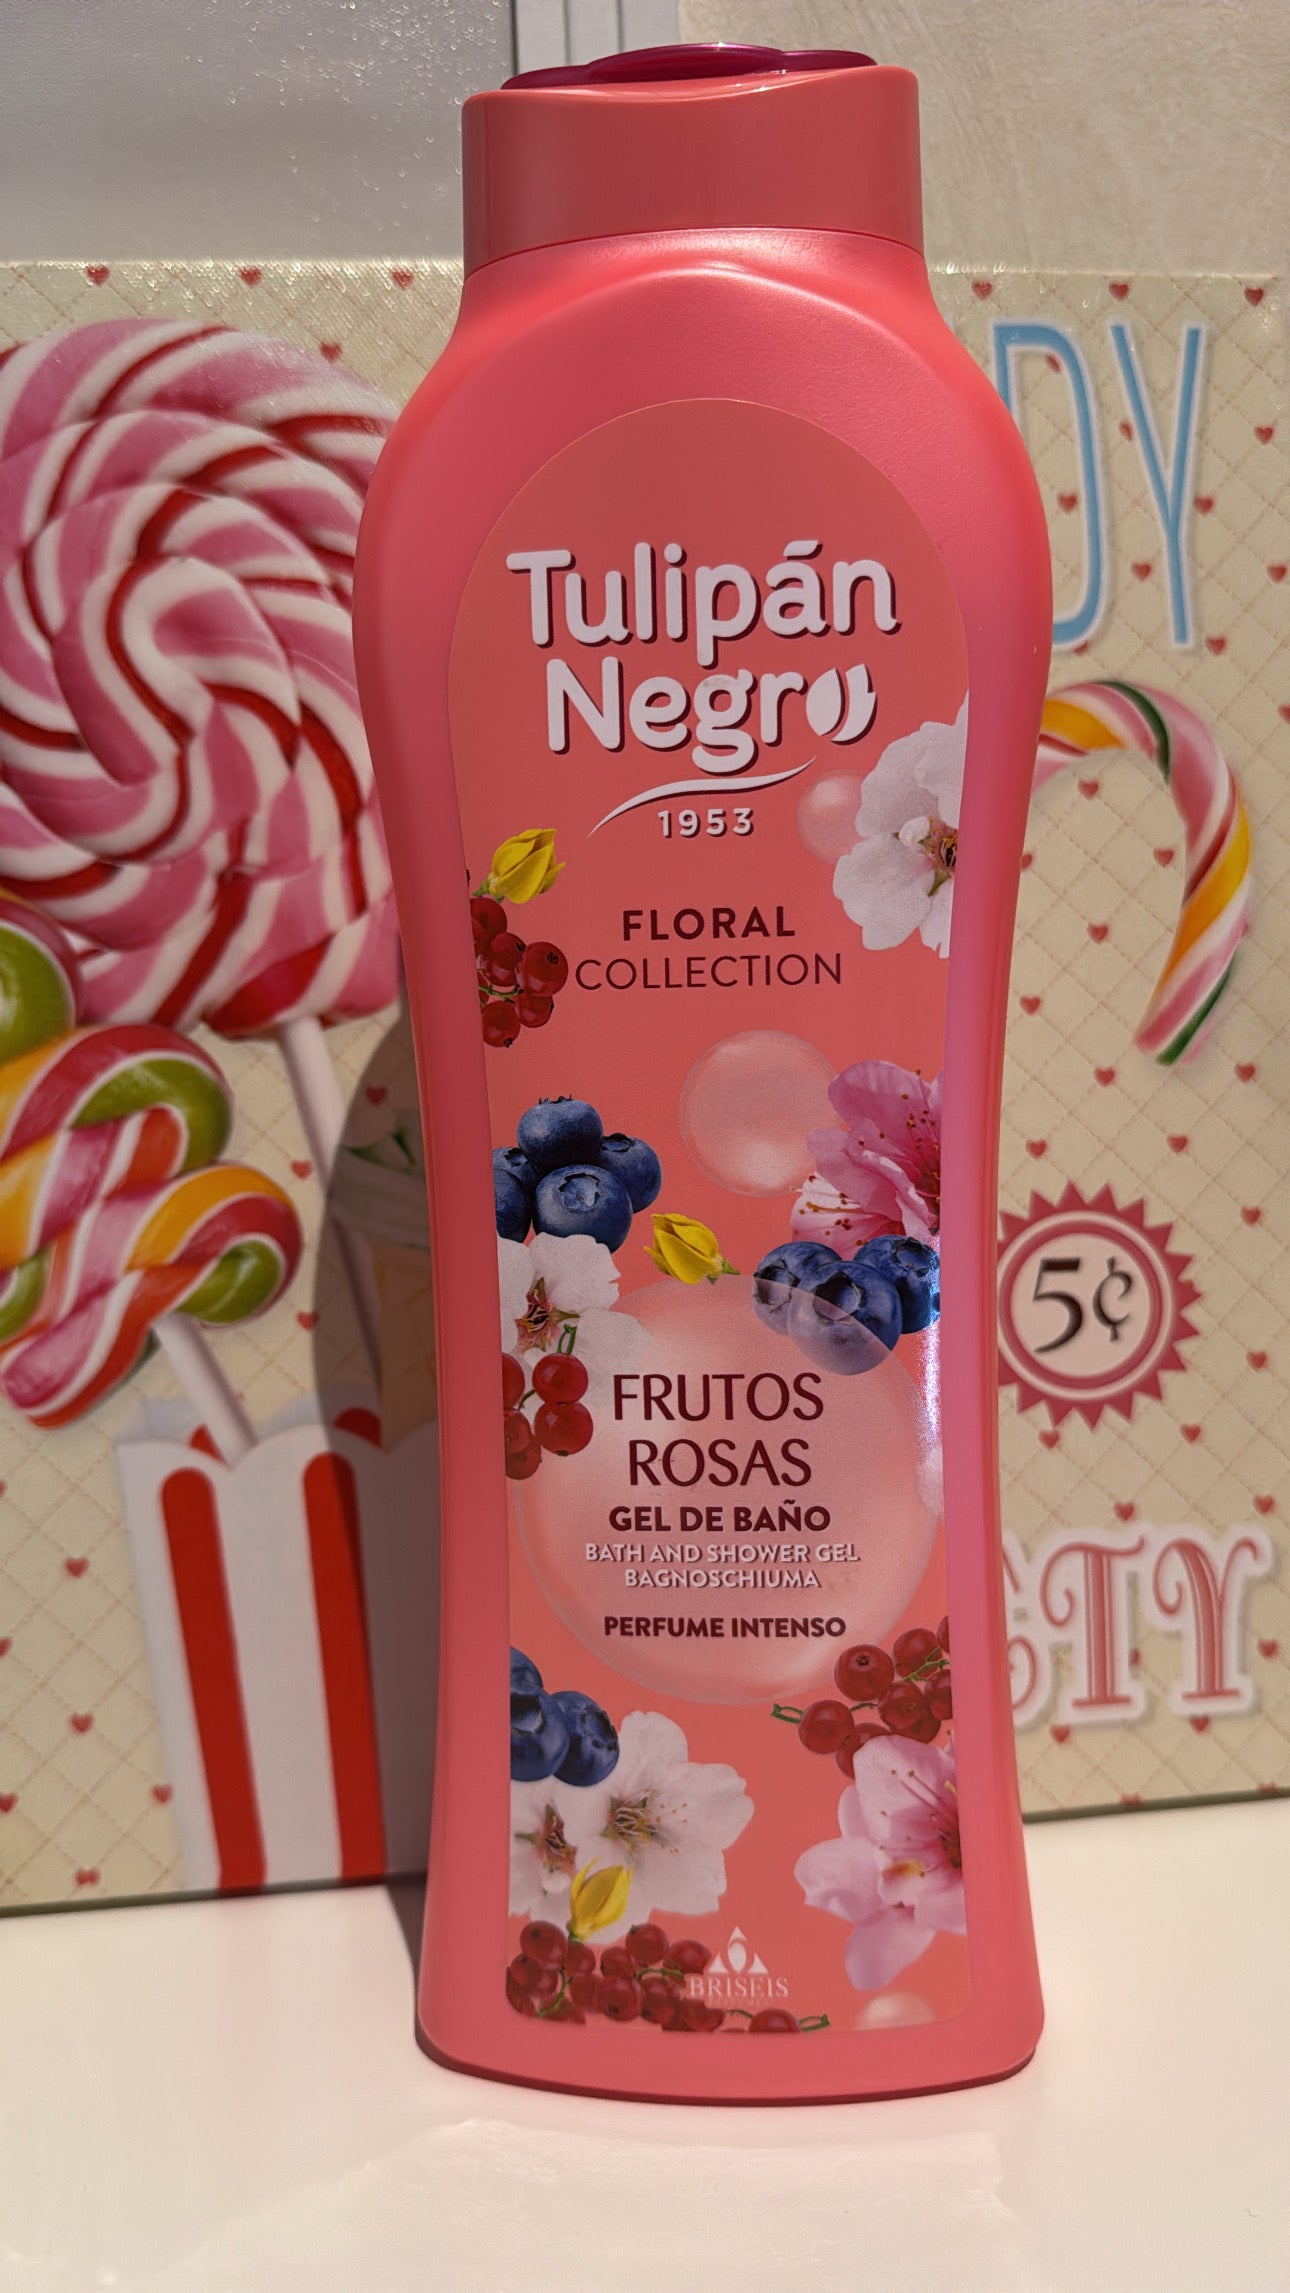 Tulipán
Negro
1953
FLORAL
COLLECTION
FRUTOS
ROSAS
GEL DE BAÑO
BATH AND SHOWER GEL
BAGNOSCHIUMA
PERFUME INTENSO
BRISEIS
DY
5¢
TY